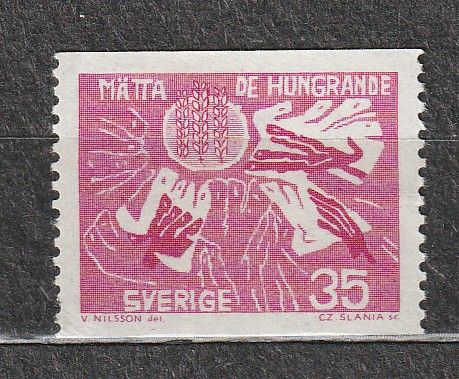 MÄTTA DE HUNGRANDE
SVERIGE 35
V. NILSSON del. CZ. SLANIA sc.